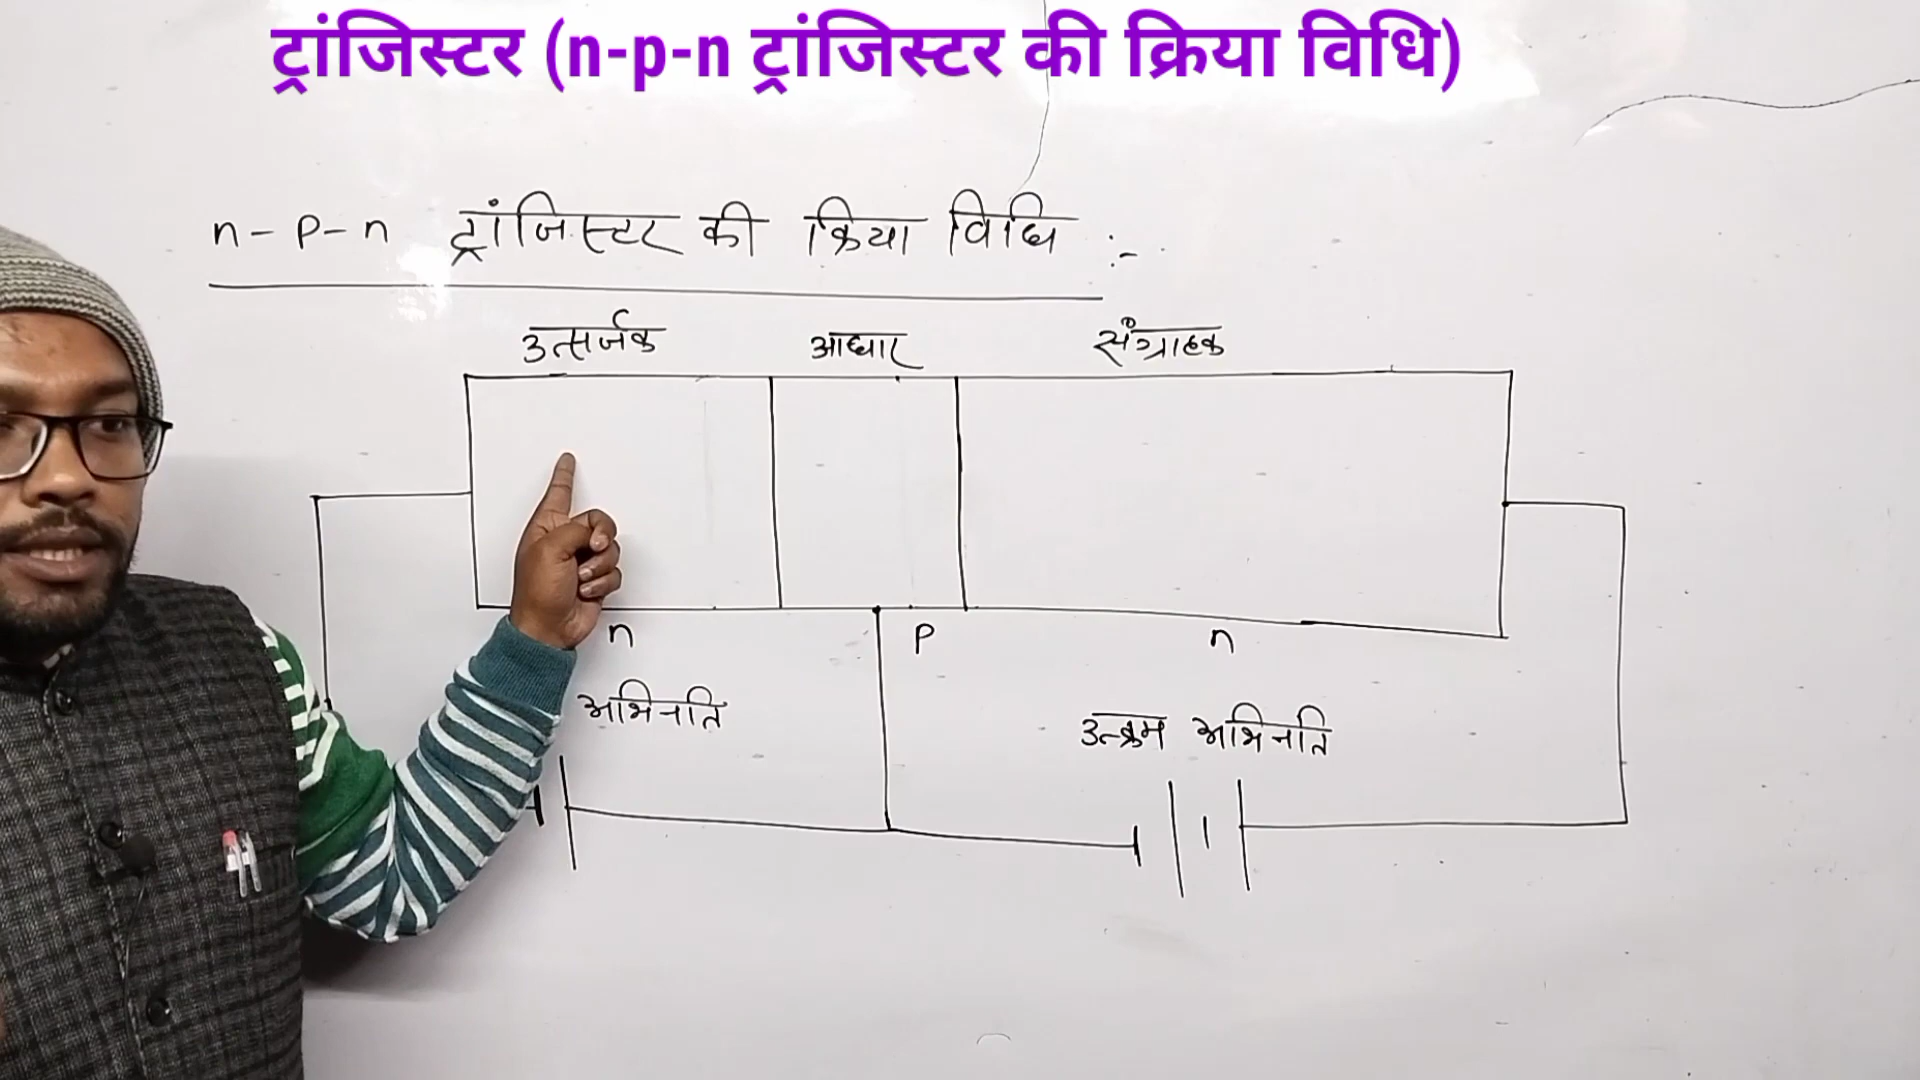 ट्रांजिस्टर (n-p-n ट्रांजिस्टर की क्रिया विधि)
n-p-n ट्रांजिस्टर की क्रिया विधि :-
उत्सर्जक आधार संग्राहक
n p n
अभिनति उत्क्रम अभिनति